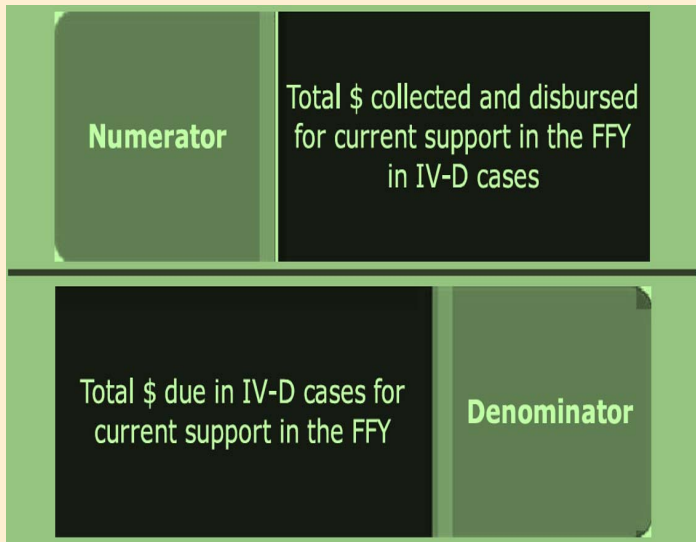 Numerator
Total $ collected and disbursed
for current support in the FFY
in IV-D cases
Total $ due in IV-D cases for
current support in the FFY
Denominator